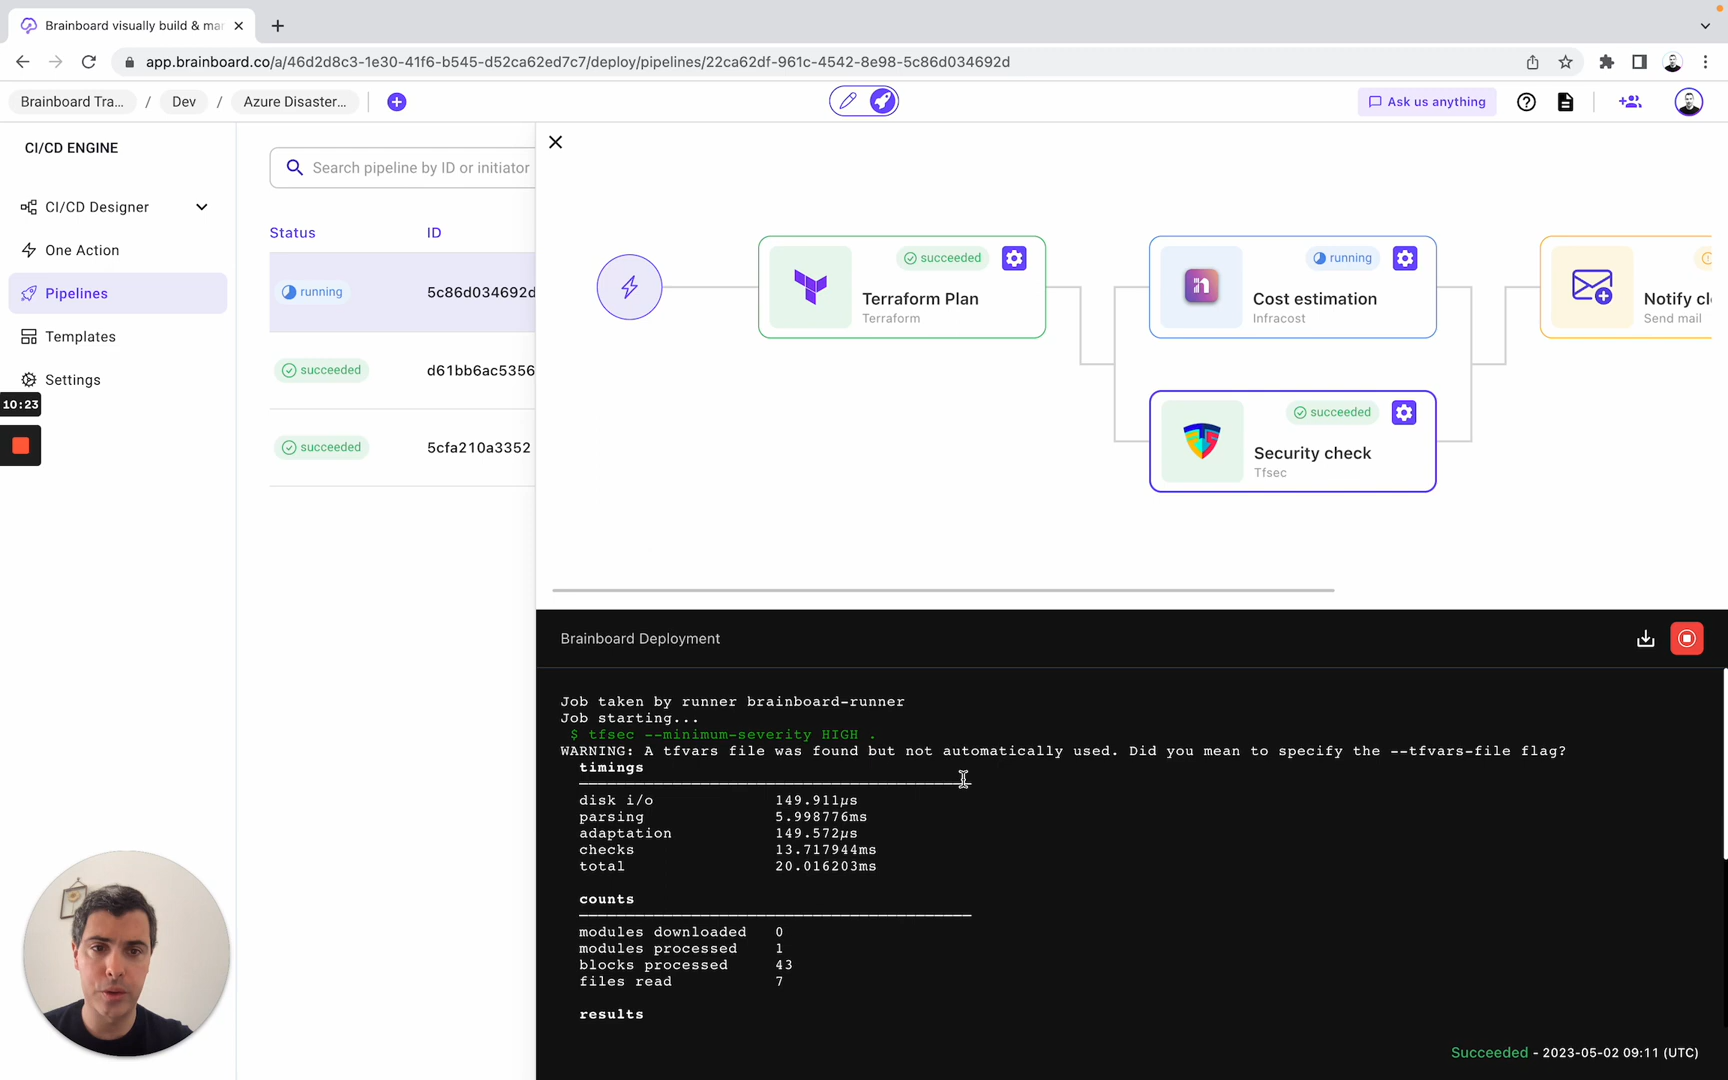 Brainboard visually build & ma
app.brainboard.co/a/46d2d8c3-1e30-41f6-b545-d52ca62ed7c7/deploy/pipelines/22ca62df-961c-4542-8e98-5c86d034692d
Brainboard Tra... / Dev / Azure Disaster...
Ask us anything
CI/CD ENGINE
CI/CD Designer
One Action
Pipelines
Templates
Settings
10:23
Search pipeline by ID or initiator
Status ID
running 5c86d034692d
succeeded d61bb6ac5356
succeeded 5cfa210a3352
succeeded
Terraform Plan
Terraform
running
Cost estimation
Infracost
succeeded
Security check
Tfsec
Notify cl
Send mail
Brainboard Deployment
Job taken by runner brainboard-runner
Job starting...
$ tfsec --minimum-severity HIGH .
WARNING: A tfvars file was found but not automatically used. Did you mean to specify the --tfvars-file flag?
timings
disk i/o 149.911µs
parsing 5.998776ms
adaptation 149.572µs
checks 13.717944ms
total 20.016203ms
counts
modules downloaded 0
modules processed 1
blocks processed 43
files read 7
results
Succeeded - 2023-05-02 09:11 (UTC)